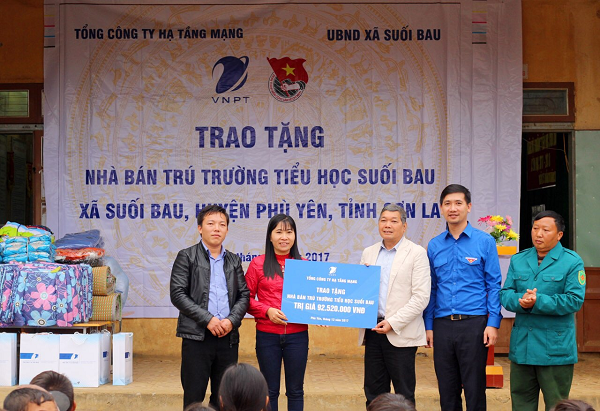 TỔNG CÔNG TY HẠ TẦNG MẠNG
UBND XÃ SUỐI BAU
VNPT
TRAO TẶNG
NHÀ BÁN TRÚ TRƯỜNG TIỂU HỌC SUỐI BAU
XÃ SUỐI BAU, HUYỆN PHÙ YÊN, TỈNH SƠN LA
2017
TỔNG CÔNG TY HẠ TẦNG MẠNG
TRAO TẶNG
NHÀ BÁN TRÚ TRƯỜNG TIỂU HỌC SUỐI BAU
TRỊ GIÁ 92.520.000 VNĐ